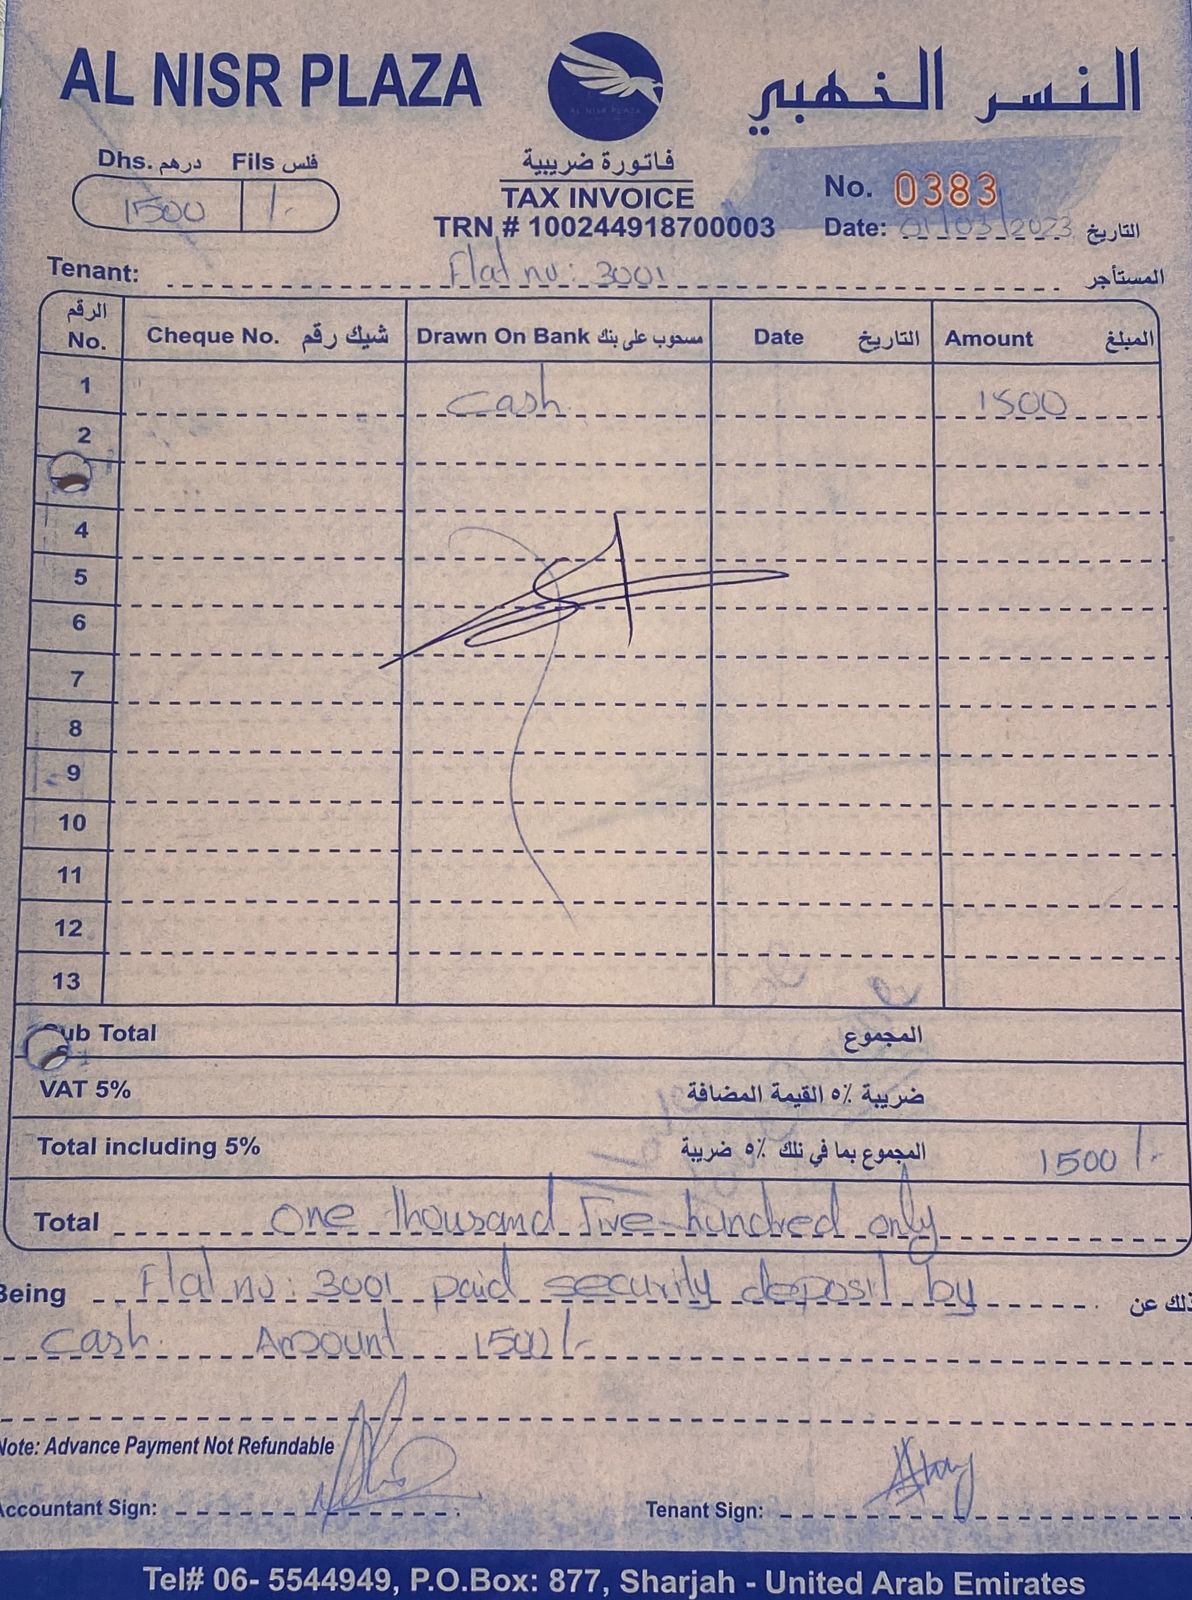 AL NISR PLAZA
النسر الخهبي
AL NISR PLAZA
Dhs. درهم Fils فلس
1500 /-
فاتورة ضريبية
TAX INVOICE
TRN # 100244918700003
No. 0383
Date: 01/03/2023 التاريخ
Tenant: Flat no: 3001 المستأجر
الرقم No. Cheque No. شيك رقم Drawn On Bank مسحوب على بنك Date التاريخ Amount المبلغ
1 Cash 1500
2
4
5
6
7
8
9
10
11
12
13
Sub Total المجموع
VAT 5% ضريبة ٥٪ القيمة المضافة
Total including 5% المجموع بما في نلك ٥٪ ضريبة 1500/-
Total One thousand Five hundred only
Being Flat no: 3001 paid security deposit by ذلك عن
Cash. Amount 1500/-
Note: Advance Payment Not Refundable
Accountant Sign: Tenant Sign:
Tel# 06- 5544949, P.O.Box: 877, Sharjah - United Arab Emirates